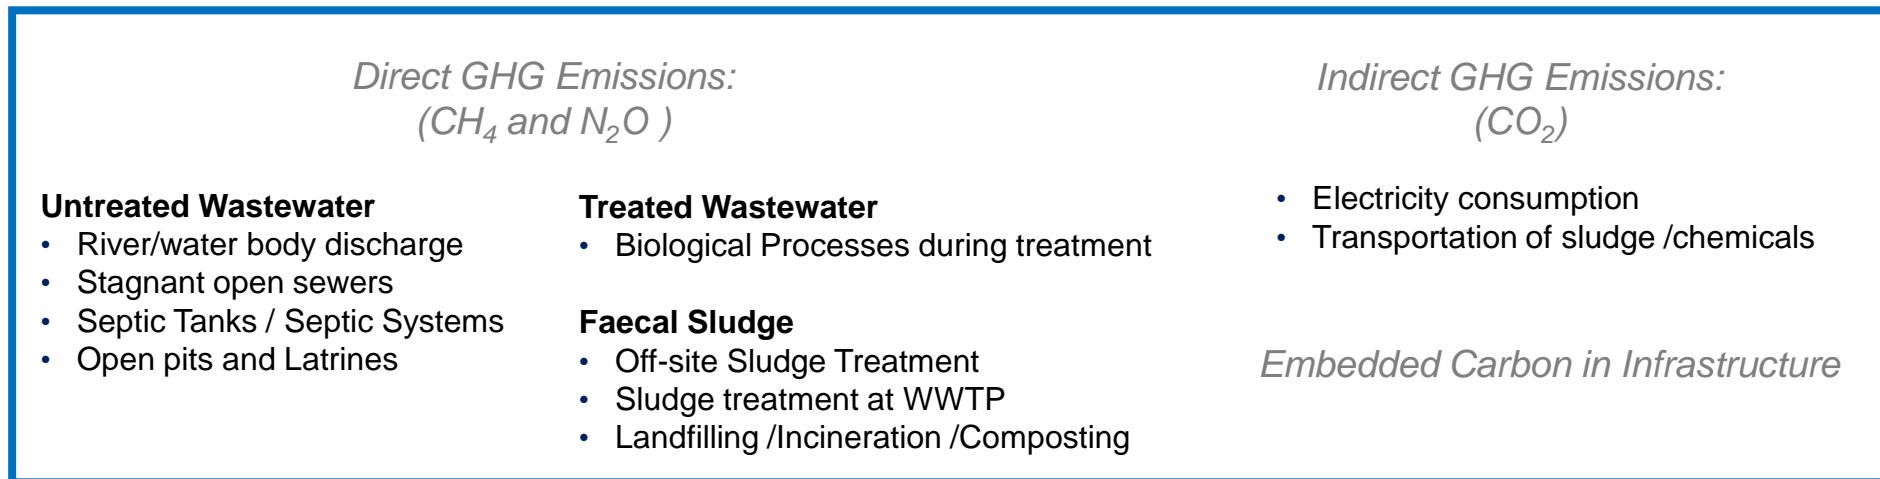 Direct GHG Emissions:
(CH₄ and N₂O )
Untreated Wastewater
• River/water body discharge
• Stagnant open sewers
• Septic Tanks / Septic Systems
• Open pits and Latrines
Treated Wastewater
• Biological Processes during treatment
Faecal Sludge
• Off-site Sludge Treatment
• Sludge treatment at WWTP
• Landfilling /Incineration /Composting
Indirect GHG Emissions:
(CO₂)
• Electricity consumption
• Transportation of sludge /chemicals
Embedded Carbon in Infrastructure